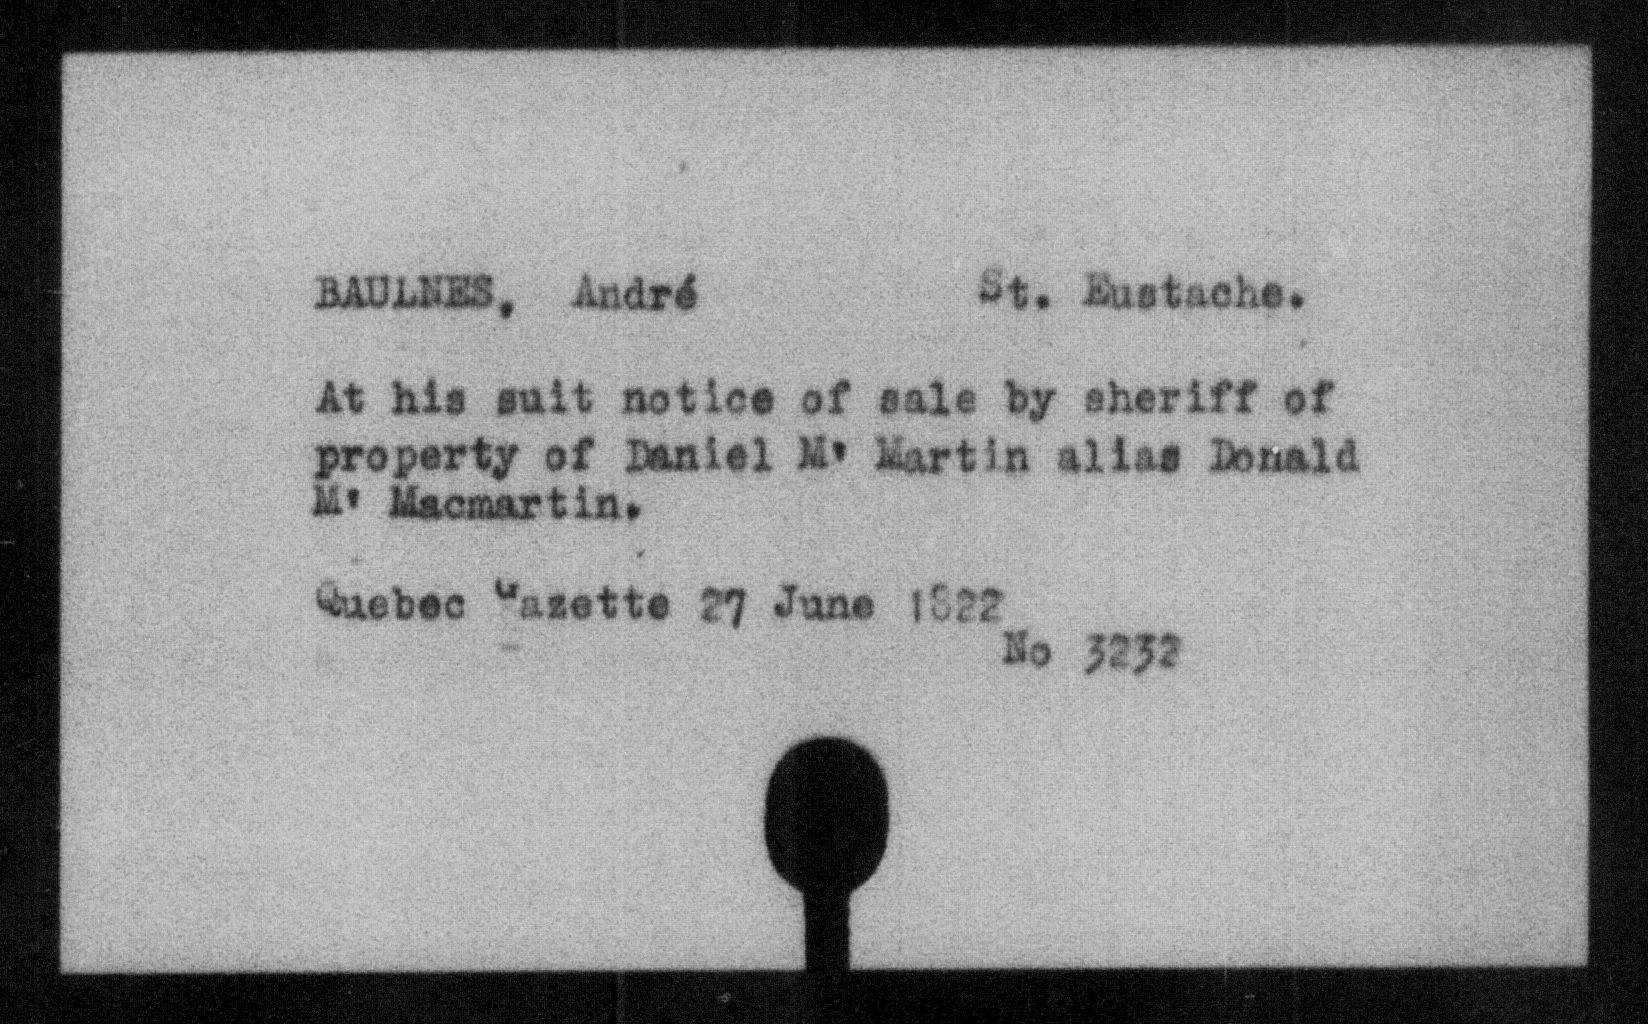 BAULNES, André St. Eustache.
At his suit notice of sale by sheriff of
property of Daniel M' Martin alias Donald
M' Macmartin.
Quebec Gazette 27 June 1822
No 3232